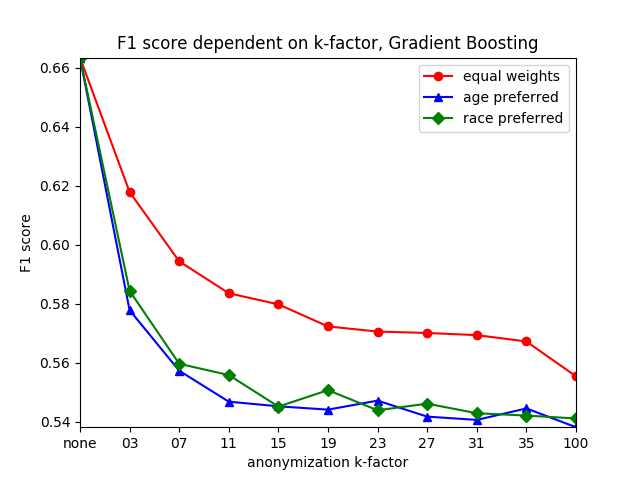 F1 score dependent on k-factor, Gradient Boosting
equal weights
age preferred
race preferred
F1 score
0.66
0.64
0.62
0.60
0.58
0.56
0.54
none 03 07 11 15 19 23 27 31 35 100
anonymization k-factor